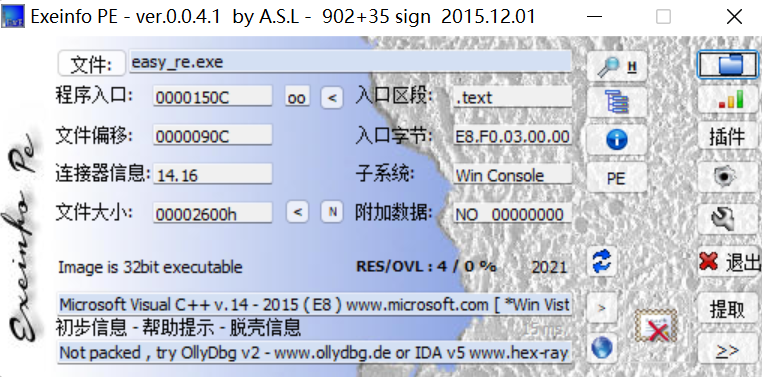 Exeinfo PE - ver.0.0.4.1 by A.S.L - 902+35 sign 2015.12.01
文件: easy_re.exe H
程序入口: 0000150C oo < 入口区段: .text
文件偏移: 0000090C 入口字节: E8.F0.03.00.00 插件
连接器信息: 14.16 子系统: Win Console PE
文件大小: 00002600h < N 附加数据: NO 00000000
Image is 32bit executable RES/OVL : 4 / 0 % 2021 退出
Microsoft Visual C++ v.14 - 2015 ( E8 ) www.microsoft.com [ *Win Vist > 提取
初步信息 - 帮助提示 - 脱壳信息 15 ms.
Not packed , try OllyDbg v2 - www.ollydbg.de or IDA v5 www.hex-ray >>
Exeinfo Pe